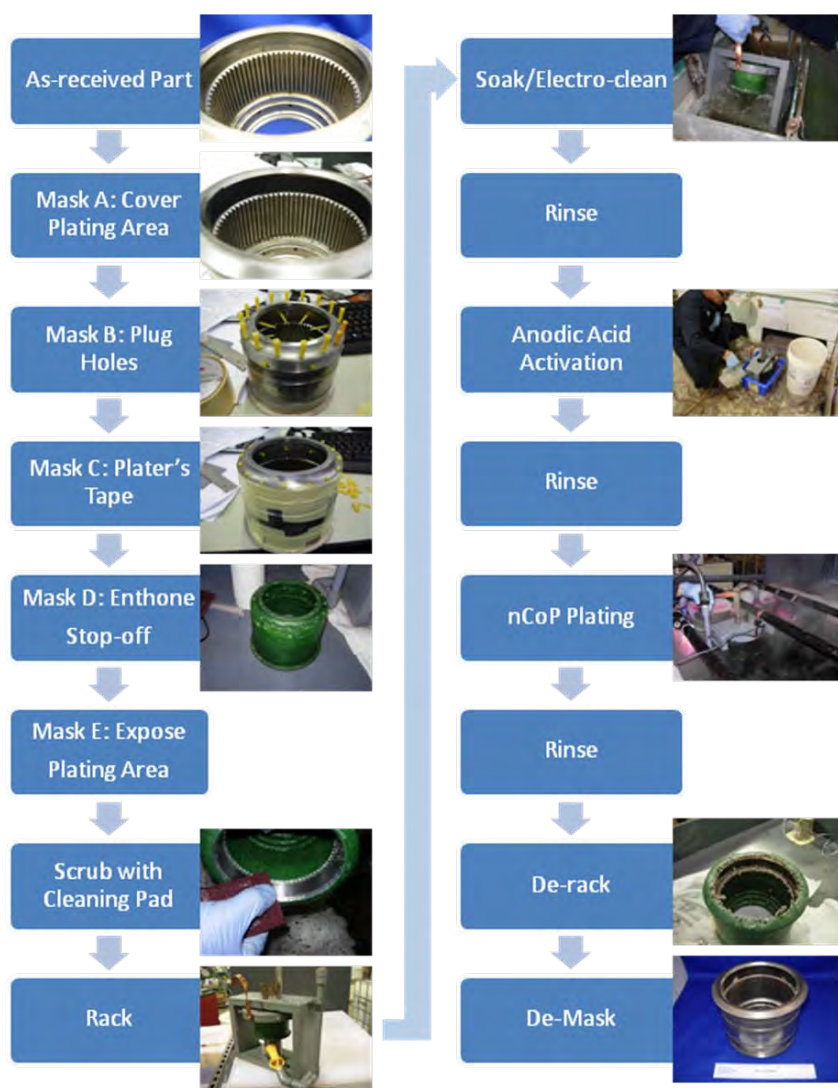 As-received Part
Mask A: Cover
Plating Area
Mask B: Plug
Holes
Mask C: Plater's
Tape
Mask D: Enthone
Stop-off
Mask E: Expose
Plating Area
Scrub with
Cleaning Pad
Rack
Soak/Electro-clean
Rinse
Anodic Acid
Activation
Rinse
nCoP Plating
Rinse
De-rack
De-Mask